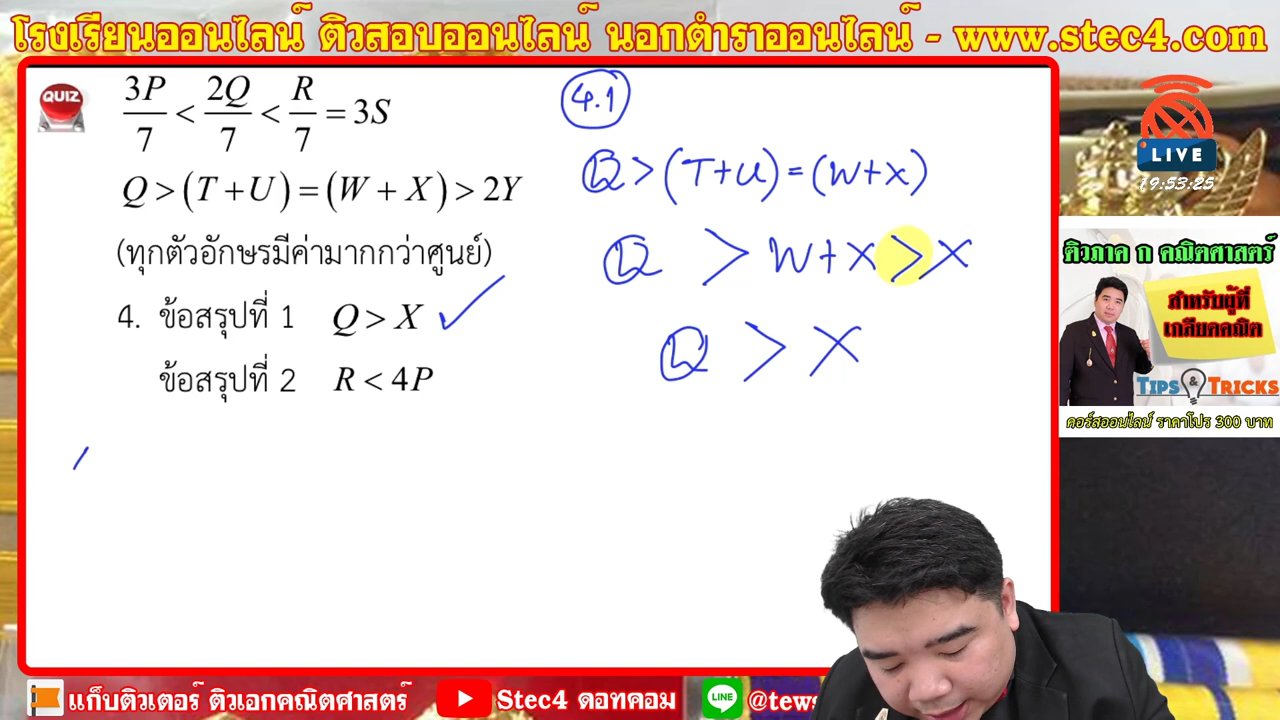 โรงเรียนออนไลน์ ติวสอบออนไลน์ นอกตำราออนไลน์ - www.stec4.com
QUIZ
3P/7 < 2Q/7 < R/7 = 3S
Q > (T + U) = (W + X) > 2Y
(ทุกตัวอักษรมีค่ามากกว่าศูนย์)
4. ข้อสรุปที่ 1 Q > X ✓
ข้อสรุปที่ 2 R < 4P
4.1
Q > (T+U) = (W+X)
Q > W+X > X
Q > X
LIVE
19:53:25
ติวภาค ก คณิตศาสตร์
สำหรับผู้ที่
เกลียดคณิต
TIPS & TRICKS
คอร์สออนไลน์ ราคาโปร 300 บาท
แก็บติวเตอร์ ติวเอกคณิตศาสตร์
Stec4 ดอทคอม
LINE @tews